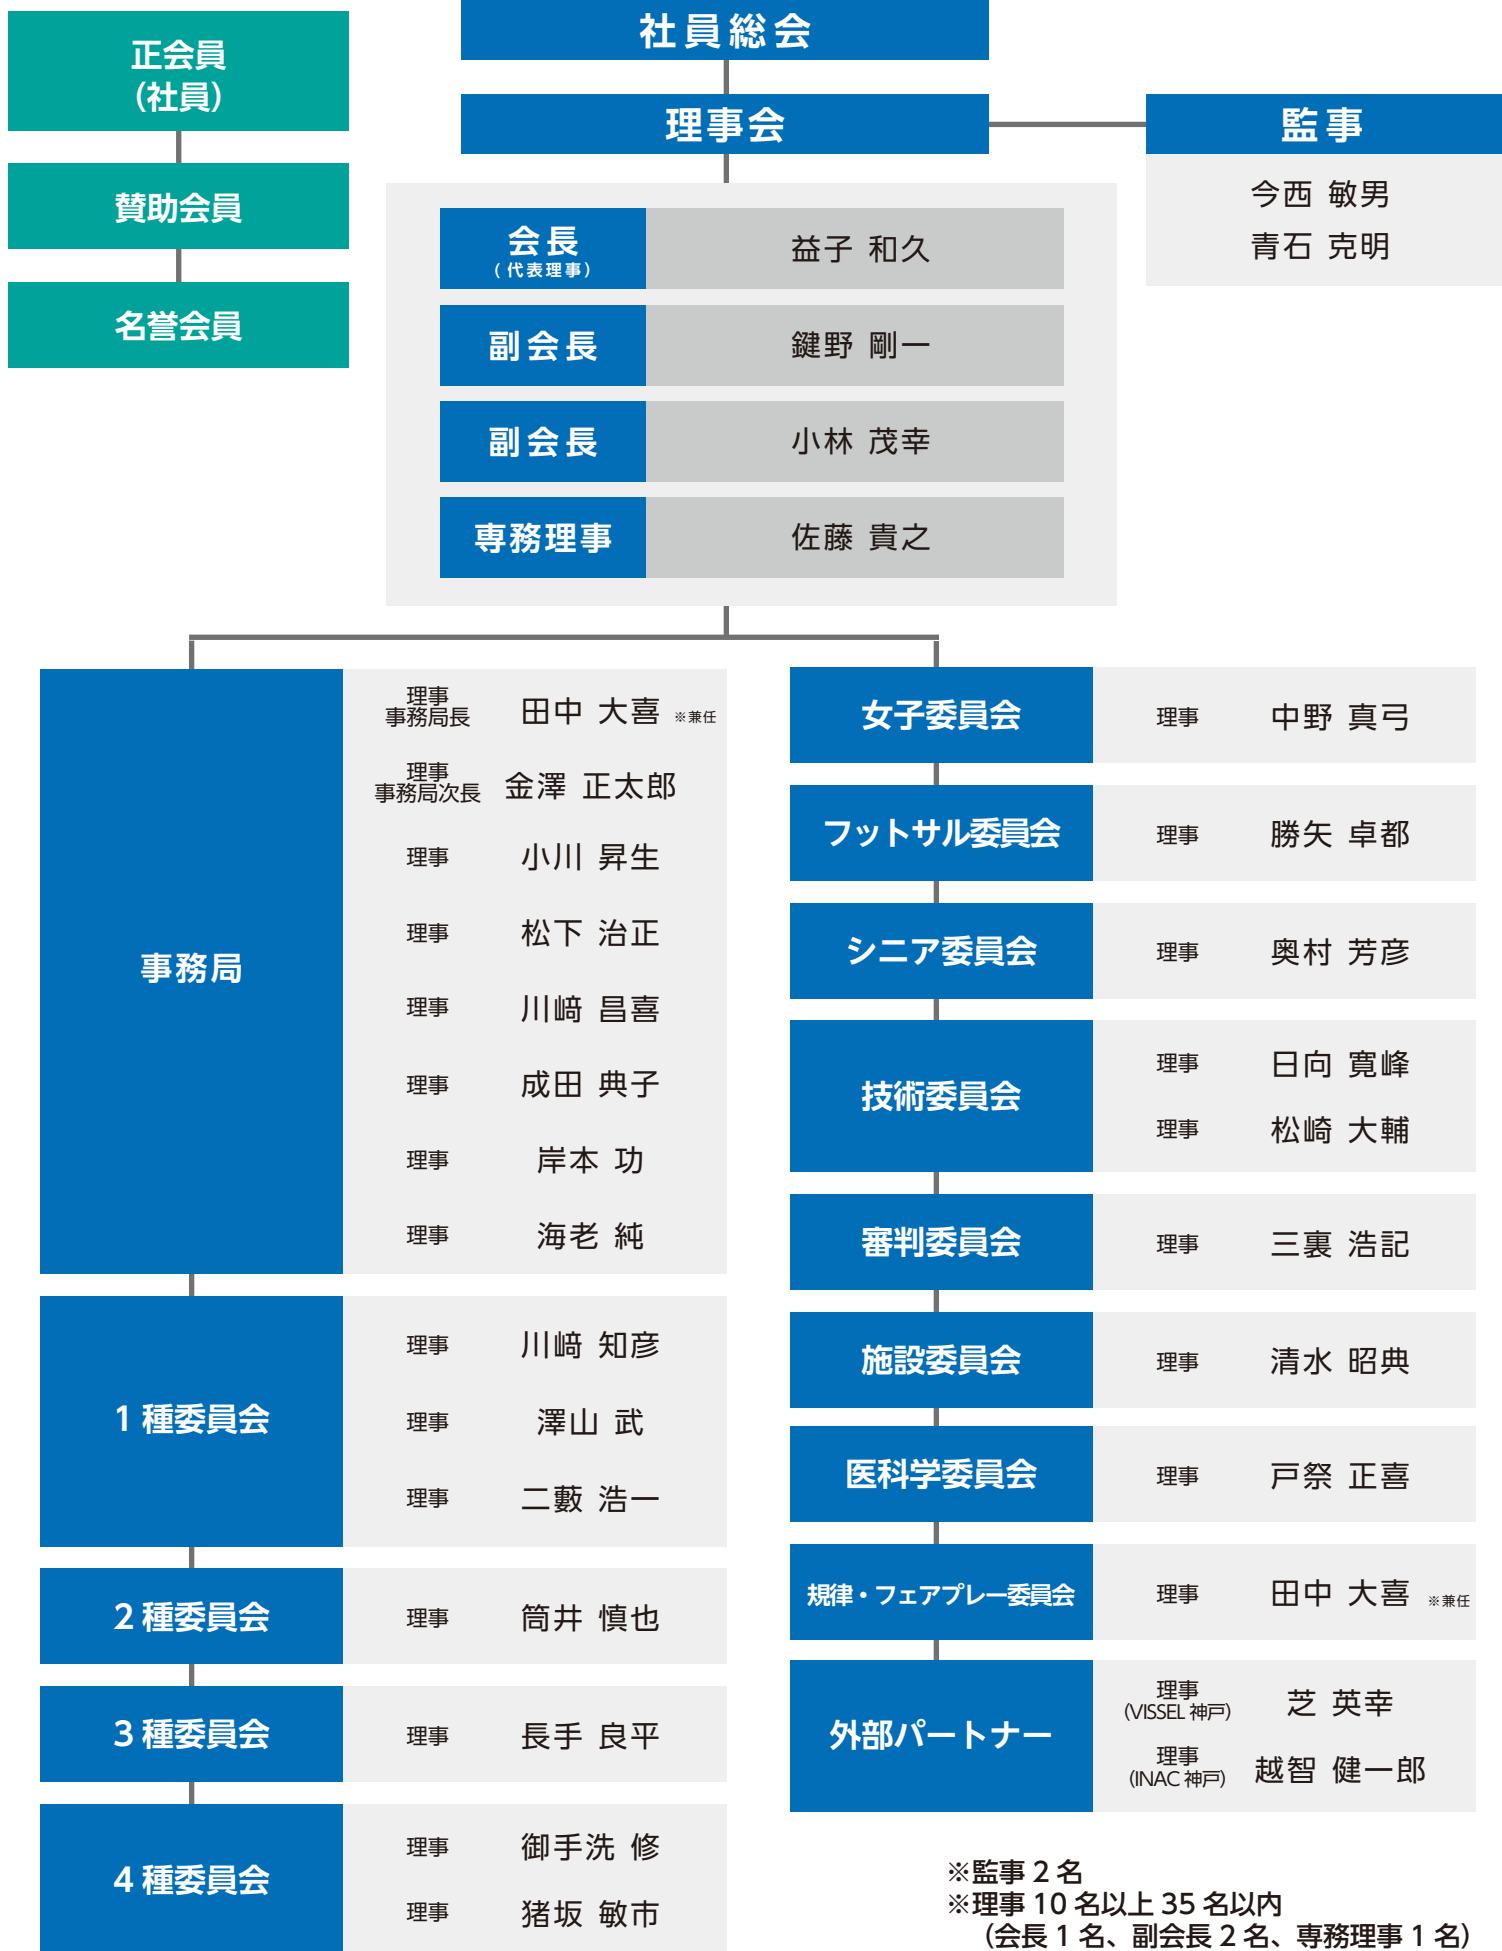 正会員
（社員）
賛助会員
名誉会員
社員総会
理事会
監事
今西 敏男
青石 克明
会長
(代表理事)
益子 和久
副会長
鍵野 剛一
副会長
小林 茂幸
専務理事
佐藤 貴之
事務局
理事
事務局長
田中 大喜 ※兼任
理事
事務局次長
金澤 正太郎
理事 小川 昇生
理事 松下 治正
理事 川﨑 昌喜
理事 成田 典子
理事 岸本 功
理事 海老 純
1種委員会
理事 川﨑 知彦
理事 澤山 武
理事 二藪 浩一
2種委員会
理事 筒井 慎也
3種委員会
理事 長手 良平
4種委員会
理事 御手洗 修
理事 猪坂 敏市
女子委員会
理事 中野 真弓
フットサル委員会
理事 勝矢 卓都
シニア委員会
理事 奥村 芳彦
技術委員会
理事 日向 寛峰
理事 松崎 大輔
審判委員会
理事 三裏 浩記
施設委員会
理事 清水 昭典
医科学委員会
理事 戸祭 正喜
規律・フェアプレー委員会
理事 田中 大喜 ※兼任
外部パートナー
理事
(VISSEL 神戸)
芝 英幸
理事
(INAC 神戸)
越智 健一郎
※監事 2 名
※理事 10 名以上 35 名以内
（会長 1 名、副会長 2 名、専務理事 1 名）